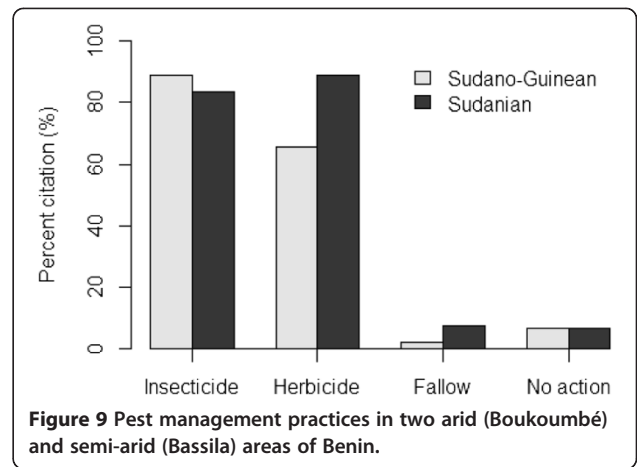 100
80
60
40
20
0
Percent citation (%)
Sudano-Guinean
Sudanian
Insecticide Herbicide Fallow No action
Figure 9 Pest management practices in two arid (Boukoumbé)
and semi-arid (Bassila) areas of Benin.